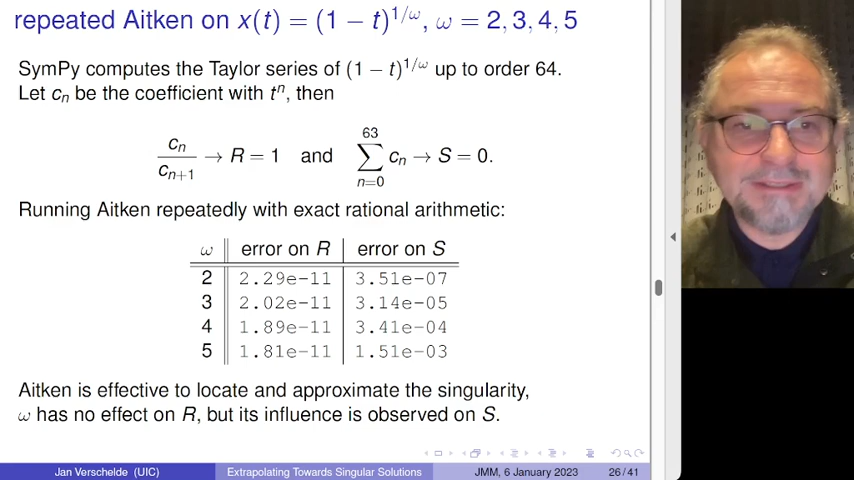 repeated Aitken on x(t) = (1 − t)^{1/ω}, ω = 2, 3, 4, 5
SymPy computes the Taylor series of (1 − t)^{1/ω} up to order 64.
Let c_n be the coefficient with t^n, then
c_n / c_{n+1} → R = 1 and ∑_{n=0}^{63} c_n → S = 0.
Running Aitken repeatedly with exact rational arithmetic:
ω error on R error on S
2 2.29e-11 3.51e-07
3 2.02e-11 3.14e-05
4 1.89e-11 3.41e-04
5 1.81e-11 1.51e-03
Aitken is effective to locate and approximate the singularity,
ω has no effect on R, but its influence is observed on S.
Jan Verschelde (UIC) Extrapolating Towards Singular Solutions JMM, 6 January 2023 26 / 41